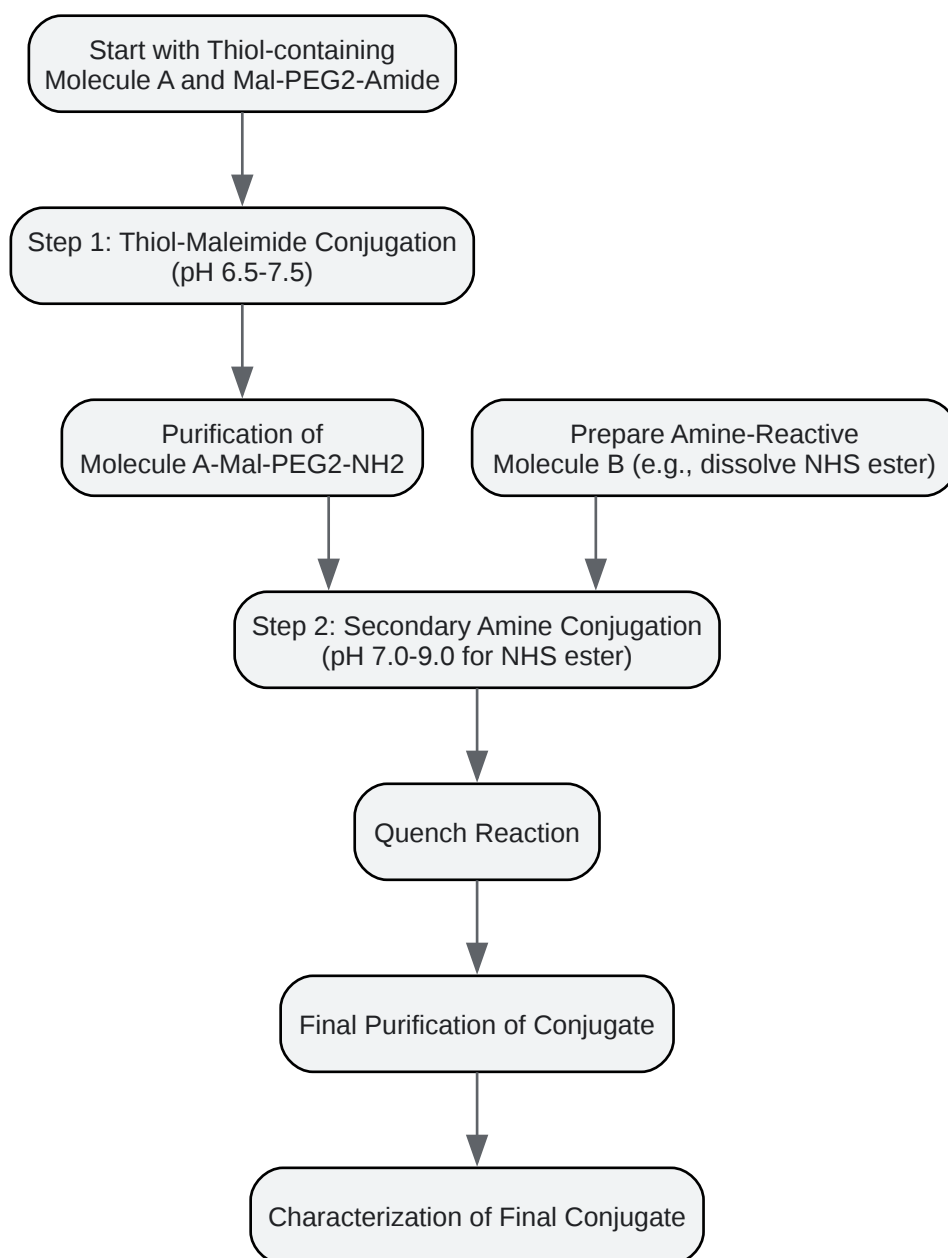 Start with Thiol-containing
Molecule A and Mal-PEG2-Amide
Step 1: Thiol-Maleimide Conjugation
(pH 6.5-7.5)
Purification of
Molecule A-Mal-PEG2-NH2
Prepare Amine-Reactive
Molecule B (e.g., dissolve NHS ester)
Step 2: Secondary Amine Conjugation
(pH 7.0-9.0 for NHS ester)
Quench Reaction
Final Purification of Conjugate
Characterization of Final Conjugate